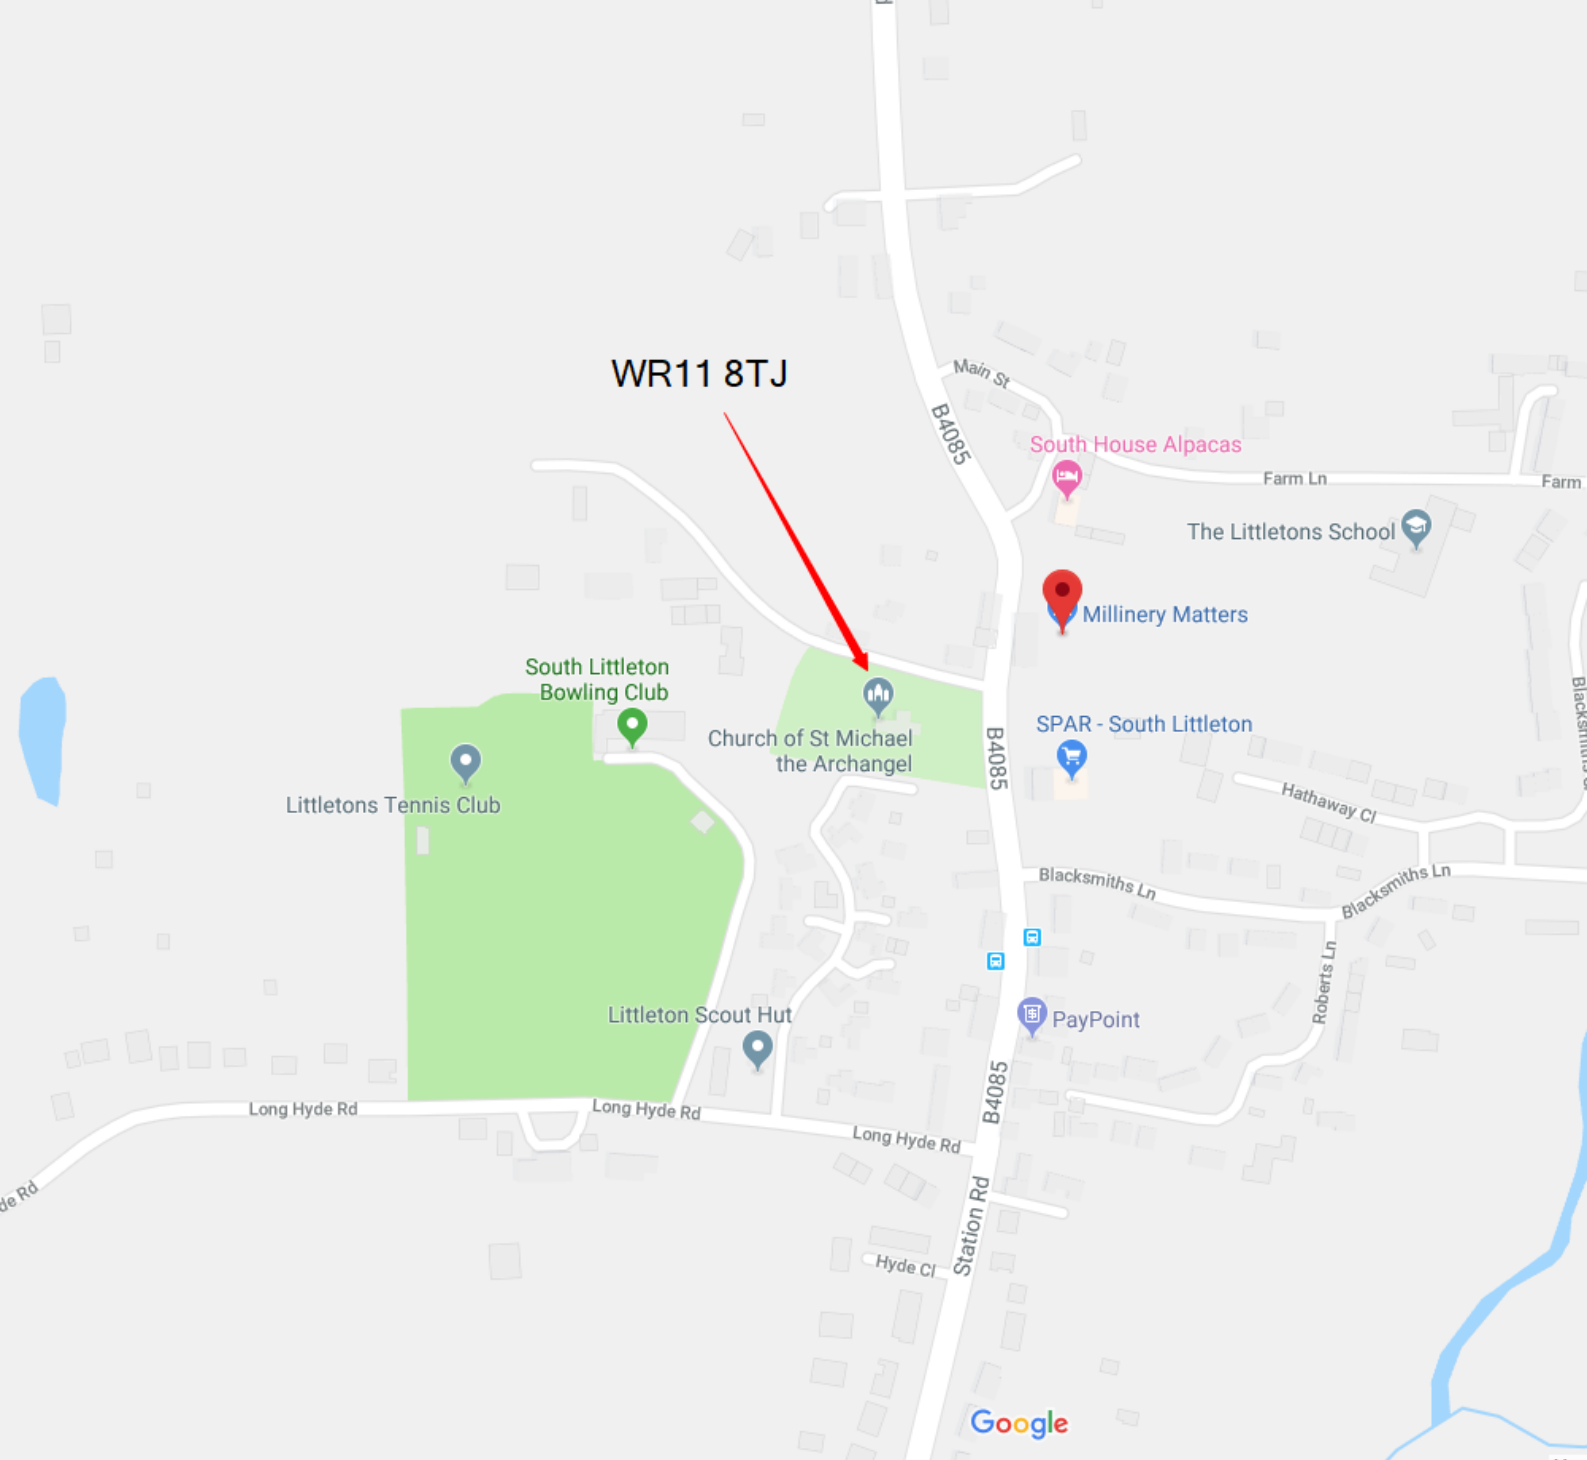 Main St
WR11 8TJ
B4085
South House Alpacas
Farm Ln
Farm
The Littletons School
Millinery Matters
South Littleton
Bowling Club
Church of St Michael
the Archangel
B4085
SPAR - South Littleton
Littletons Tennis Club
Hathaway Cl
Blacksmiths Ln
Blacksmiths Ln
Roberts Ln
Littleton Scout Hut
PayPoint
B4085
Long Hyde Rd
Long Hyde Rd
Long Hyde Rd
de Rd
Station Rd
Hyde Cl
Google